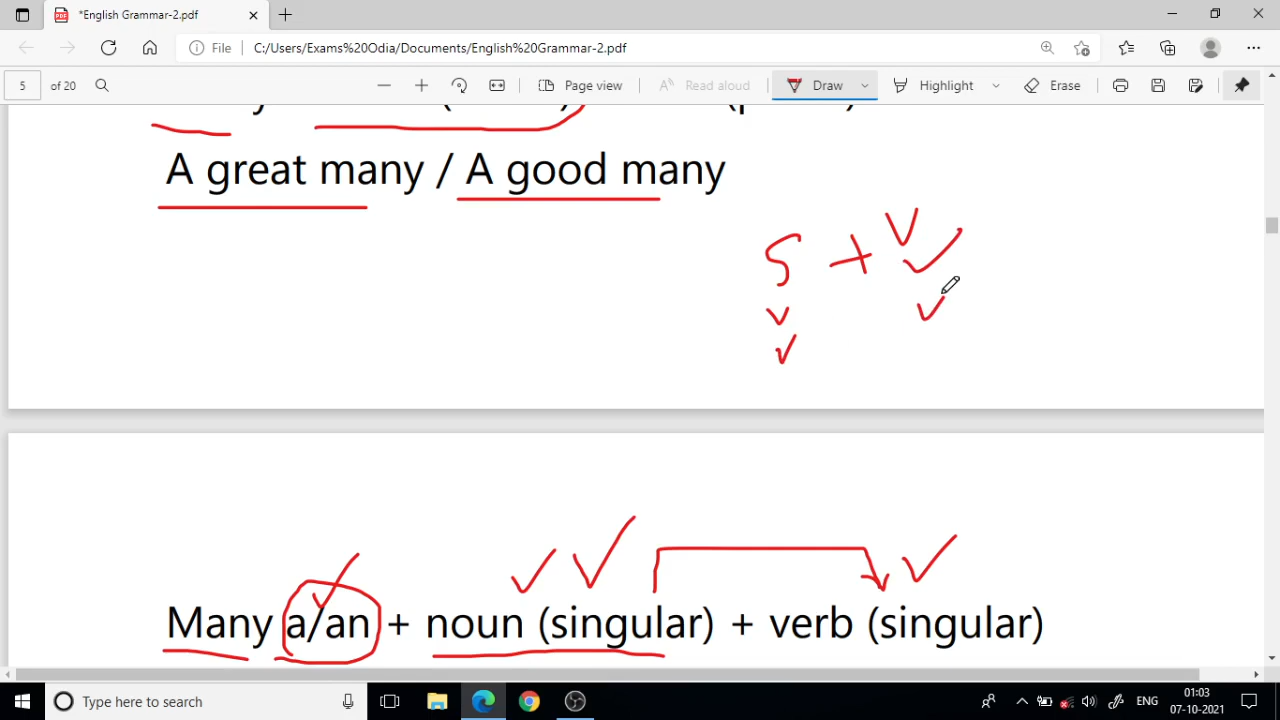 *English Grammar-2.pdf
File C:/Users/Exams%20Odia/Documents/English%20Grammar-2.pdf
5 of 20 Page view Read aloud Draw Highlight Erase
A great many / A good many
S + V
Many a/an + noun (singular) + verb (singular)
Type here to search
ENG
01:03
07-10-2021